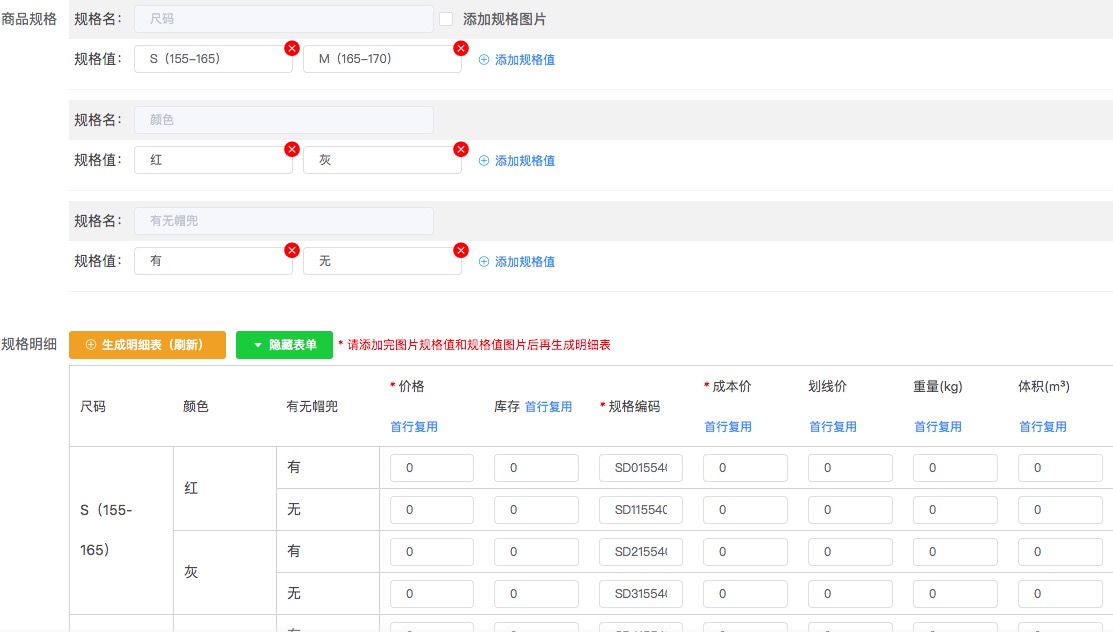 商品规格
规格名： 尺码 添加规格图片
规格值： S（155-165） M（165-170） 添加规格值
规格名： 颜色
规格值： 红 灰 添加规格值
规格名： 有无帽兜
规格值： 有 无 添加规格值
规格明细 生成明细表（刷新） 隐藏表单 * 请添加完图片规格值和规格值图片后再生成明细表
尺码 颜色 有无帽兜 * 价格 首行复用 库存 首行复用 * 规格编码 * 成本价 首行复用 划线价 首行复用 重量(kg) 首行复用 体积(m³) 首行复用
S（155-
165）
红
有 0 0 SD01554 0 0 0 0
无 0 0 SD11554 0 0 0 0
灰
有 0 0 SD21554 0 0 0 0
无 0 0 SD31554 0 0 0 0